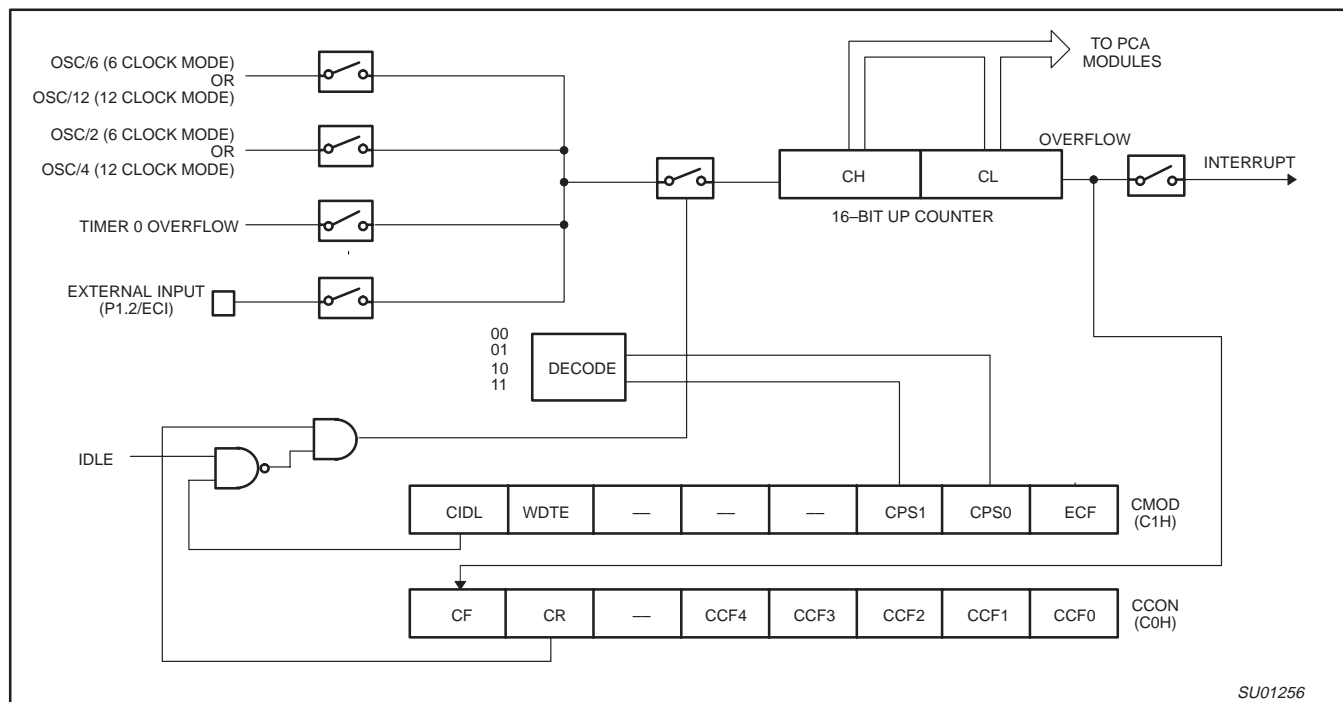 OSC/6 (6 CLOCK MODE)
OR
OSC/12 (12 CLOCK MODE)
OSC/2 (6 CLOCK MODE)
OR
OSC/4 (12 CLOCK MODE)
TIMER 0 OVERFLOW
EXTERNAL INPUT
(P1.2/ECI)
TO PCA
MODULES
OVERFLOW
INTERRUPT
CH
CL
16–BIT UP COUNTER
00
01
10
11
DECODE
IDLE
CIDL WDTE –– –– –– CPS1 CPS0 ECF
CMOD
(C1H)
CF CR –– CCF4 CCF3 CCF2 CCF1 CCF0
CCON
(C0H)
SU01256